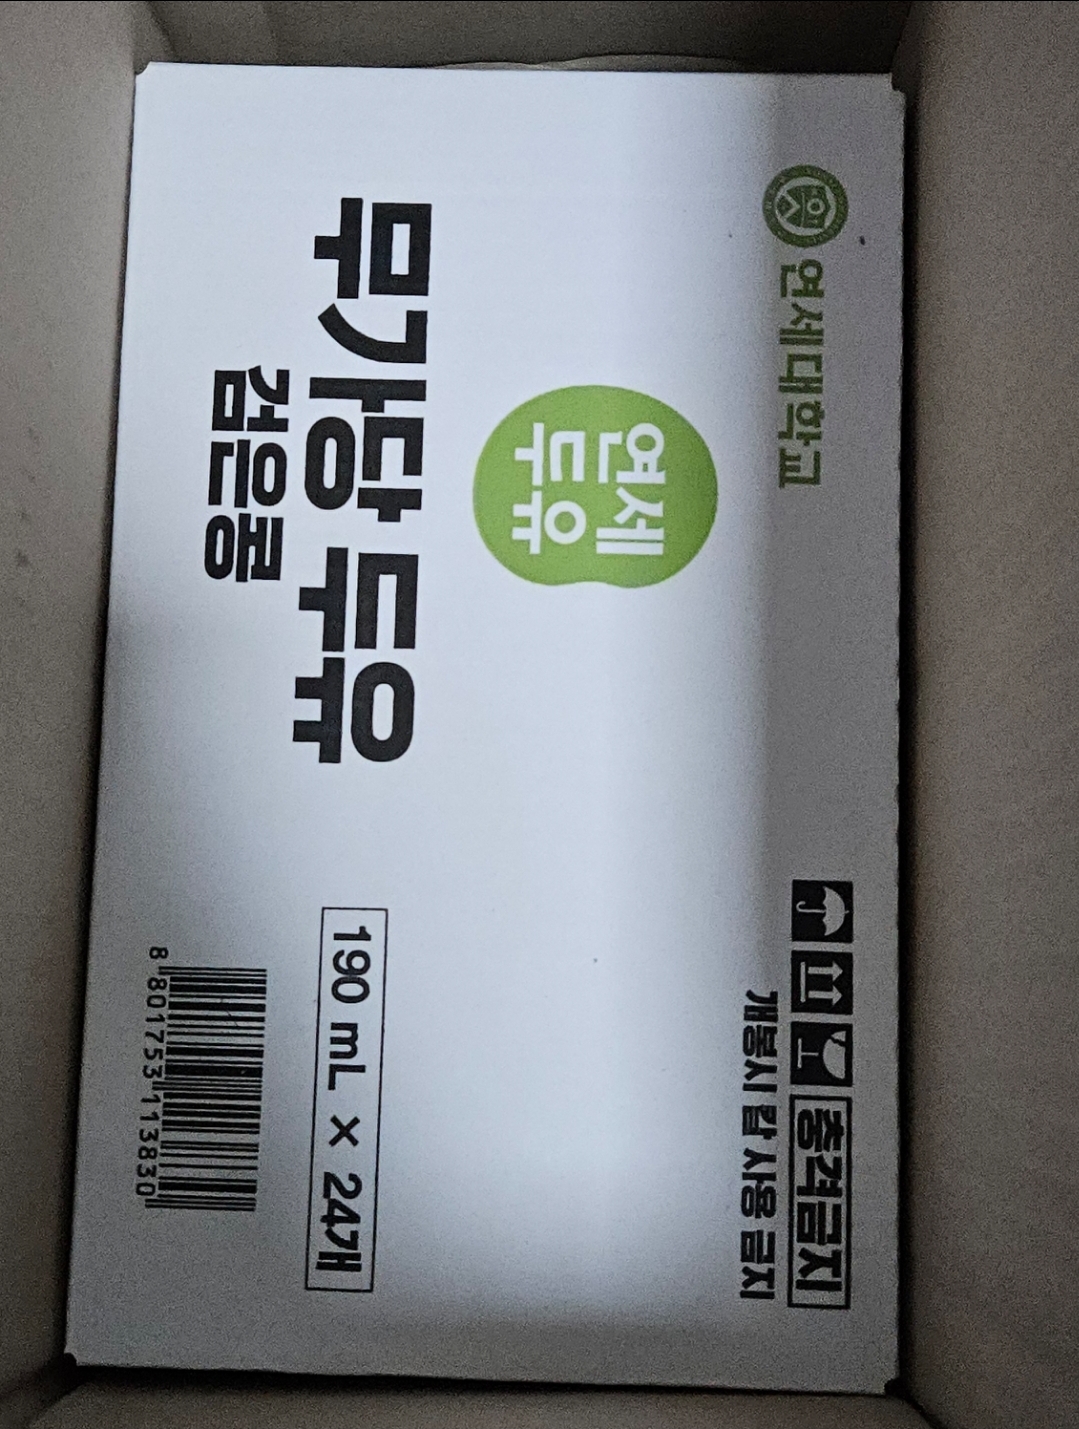 연세대학교
충격금지
개봉시 칼 사용 금지
연세
두유
무가당 두유
검은콩
190 mL × 24개
8 801753 113830